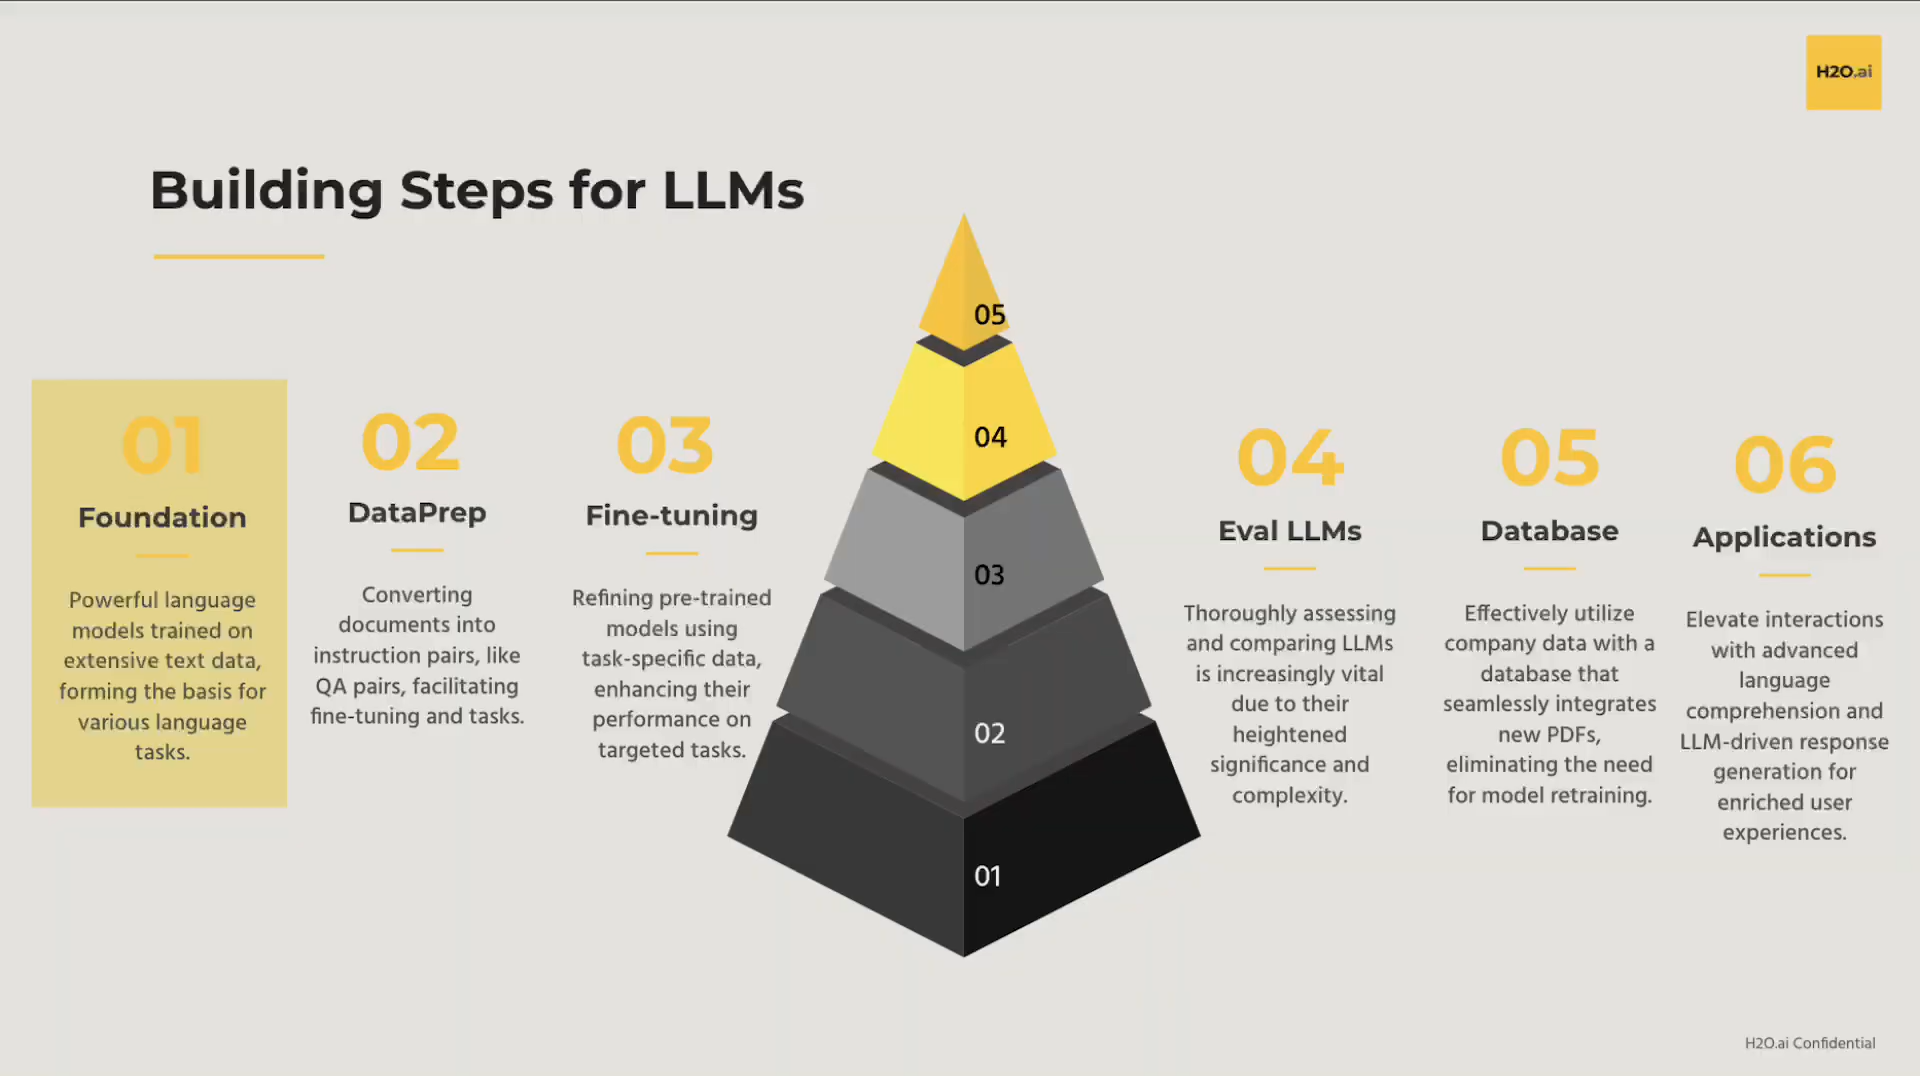 H2O.ai
Building Steps for LLMs
01
Foundation
Powerful language
models trained on
extensive text data,
forming the basis for
various language
tasks.
02
DataPrep
Converting
documents into
instruction pairs, like
QA pairs, facilitating
fine-tuning and tasks.
03
Fine-tuning
Refining pre-trained
models using
task-specific data,
enhancing their
performance on
targeted tasks.
05
04
03
02
01
04
Eval LLMs
Thoroughly assessing
and comparing LLMs
is increasingly vital
due to their
heightened
significance and
complexity.
05
Database
Effectively utilize
company data with a
database that
seamlessly integrates
new PDFs,
eliminating the need
for model retraining.
06
Applications
Elevate interactions
with advanced
language
comprehension and
LLM-driven response
generation for
enriched user
experiences.
H2O.ai Confidential